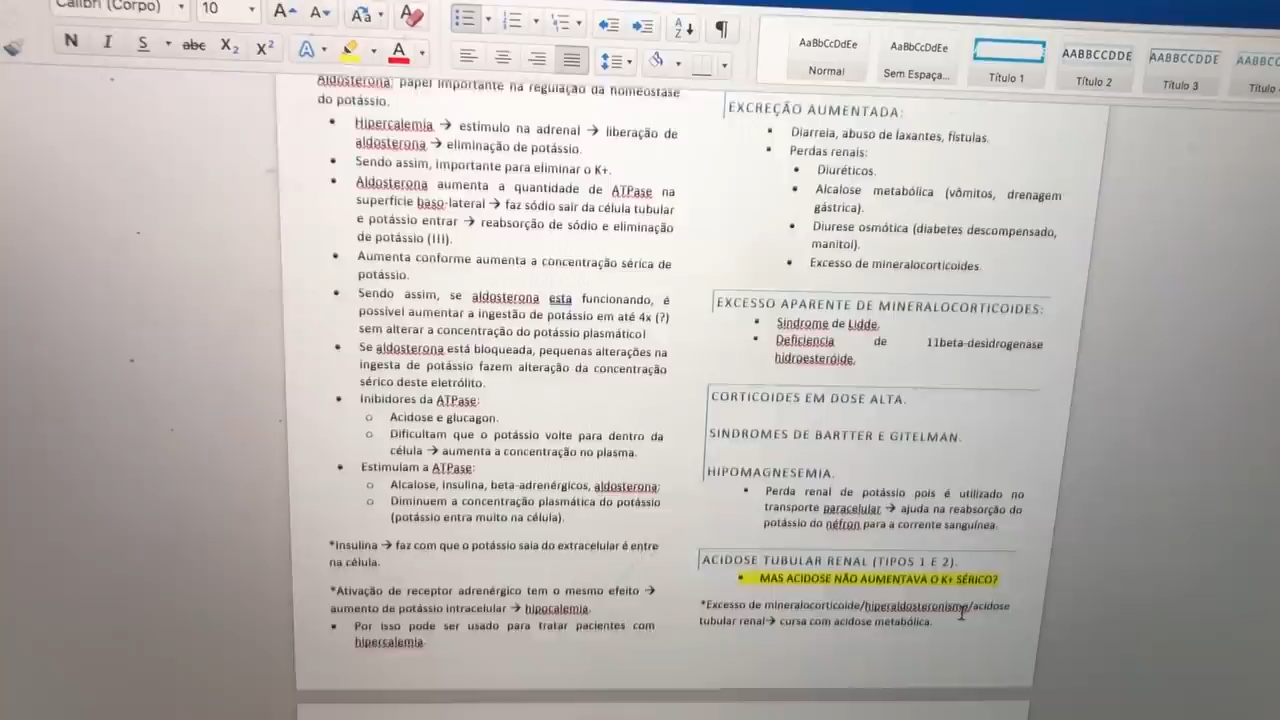 Calibri (Corpo) 10 A A Aa A
N I S abc X₂ X² A A
AaBbCcDdEe AaBbCcDdEe AABBCCDDE AABBCCDDE AABBCC
Normal Sem Espaça... Título 1 Título 2 Título 3 Título
Aldosterona: papel importante na regulação da homeostase
do potássio.
▪ Hipercalemia → estimulo na adrenal → liberação de
aldosterona → eliminação de potássio.
▪ Sendo assim, importante para eliminar o K+.
▪ Aldosterona aumenta a quantidade de ATPase na
superfície baso-lateral → faz sódio sair da célula tubular
e potássio entrar → reabsorção de sódio e eliminação
de potássio (!!!).
▪ Aumenta conforme aumenta a concentração sérica de
potássio.
▪ Sendo assim, se aldosterona esta funcionando, é
possível aumentar a ingestão de potássio em até 4x (?)
sem alterar a concentração do potássio plasmático!
▪ Se aldosterona está bloqueada, pequenas alterações na
ingesta de potássio fazem alteração da concentração
sérico deste eletrólito.
▪ Inibidores da ATPase:
o Acidose e glucagon.
o Dificultam que o potássio volte para dentro da
célula → aumenta a concentração no plasma.
▪ Estimulam a ATPase:
o Alcalose, insulina, beta-adrenérgicos, aldosterona;
o Diminuem a concentração plasmática do potássio
(potássio entra muito na célula).
*Insulina → faz com que o potássio saia do extracelular é entre
na célula.
*Ativação de receptor adrenérgico tem o mesmo efeito →
aumento de potássio intracelular → hipocalemia.
▪ Por isso pode ser usado para tratar pacientes com
hipercalemia.
EXCREÇÃO AUMENTADA:
▪ Diarreia, abuso de laxantes, fístulas.
▪ Perdas renais:
▪ Diuréticos.
▪ Alcalose metabólica (vômitos, drenagem
gástrica).
▪ Diurese osmótica (diabetes descompensado,
manitol).
▪ Excesso de mineralocorticoides.
EXCESSO APARENTE DE MINERALOCORTICOIDES:
▪ Sindrome de Lidde.
▪ Deficiencia de 11beta-desidrogenase
hidroesteróide.
CORTICOIDES EM DOSE ALTA.
SINDROMES DE BARTTER E GITELMAN.
HIPOMAGNESEMIA.
▪ Perda renal de potássio pois é utilizado no
transporte paracelular → ajuda na reabsorção do
potássio do néfron para a corrente sanguínea.
ACIDOSE TUBULAR RENAL (TIPOS 1 E 2).
▪ MAS ACIDOSE NÃO AUMENTAVA O K+ SÉRICO?
*Excesso de mineralocorticoide/hiperaldosteronismo/acidose
tubular renal→ cursa com acidose metabólica.